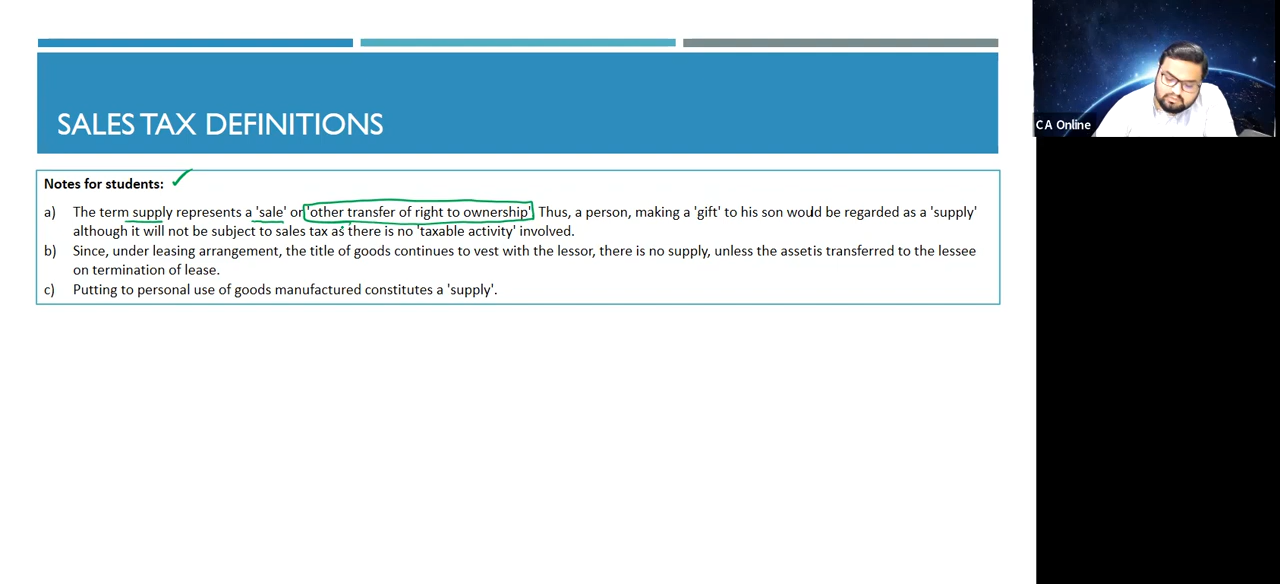 SALES TAX DEFINITIONS
CA Online
Notes for students:
a) The term supply represents a 'sale' or 'other transfer of right to ownership'. Thus, a person, making a 'gift' to his son would be regarded as a 'supply'
although it will not be subject to sales tax as there is no 'taxable activity' involved.
b) Since, under leasing arrangement, the title of goods continues to vest with the lessor, there is no supply, unless the assetis transferred to the lessee
on termination of lease.
c) Putting to personal use of goods manufactured constitutes a 'supply'.